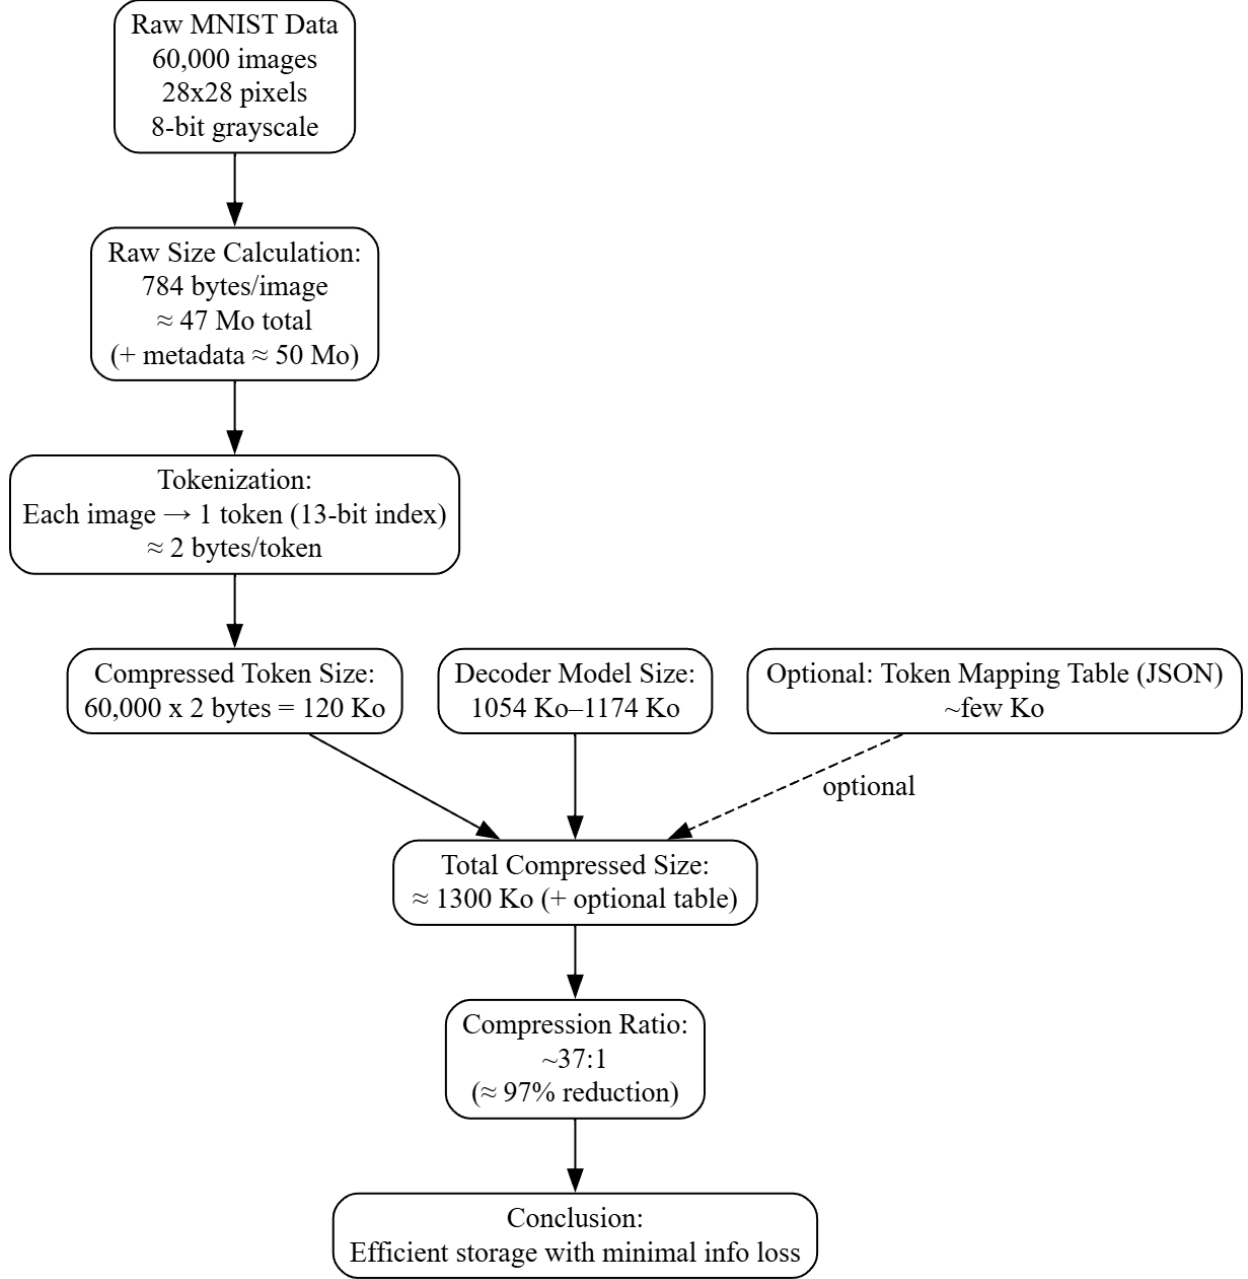 Raw MNIST Data
60,000 images
28x28 pixels
8-bit grayscale
Raw Size Calculation:
784 bytes/image
≈ 47 Mo total
(+ metadata ≈ 50 Mo)
Tokenization:
Each image → 1 token (13-bit index)
≈ 2 bytes/token
Compressed Token Size:
60,000 x 2 bytes = 120 Ko
Decoder Model Size:
1054 Ko–1174 Ko
Optional: Token Mapping Table (JSON)
~few Ko
optional
Total Compressed Size:
≈ 1300 Ko (+ optional table)
Compression Ratio:
~37:1
(≈ 97% reduction)
Conclusion:
Efficient storage with minimal info loss